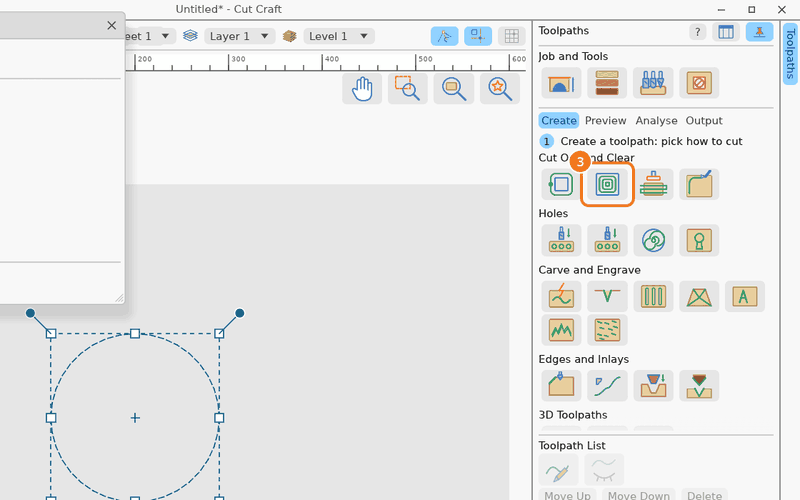 Untitled* - Cut Craft
Toolpaths
?
Toolpaths
eet 1
Layer 1
Level 1
200
300
400
500
600
Job and Tools
Create
Preview
Analyse
Output
1
Create a toolpath: pick how to cut
Cut O
nd Clear
3
Holes
Carve and Engrave
A
Edges and Inlays
3D Toolpaths
Toolpath List
Move Up
Move Down
Delete